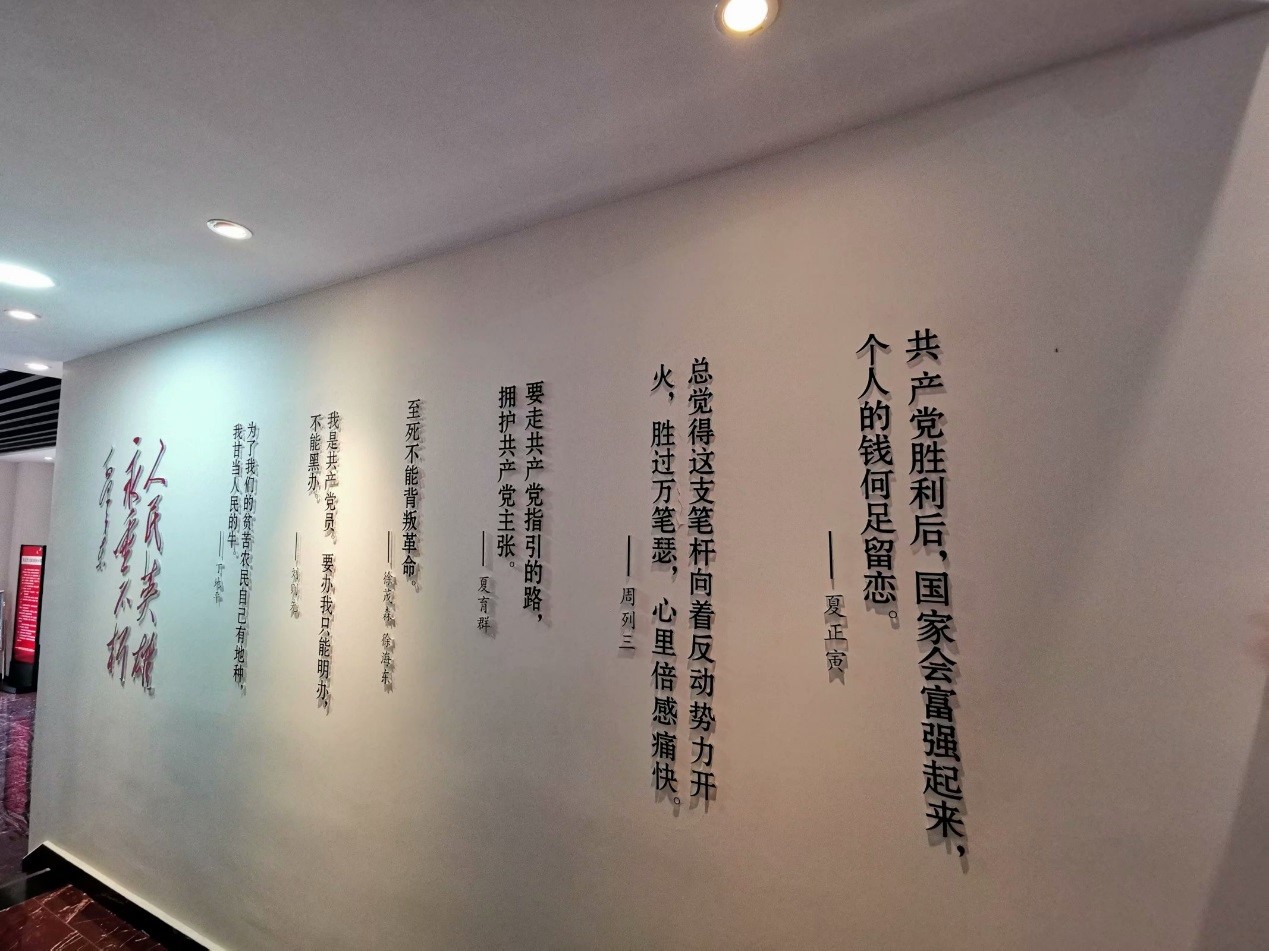 共产党胜利后，国家会富强起来，
个人的钱何足留恋。
——夏正寅
总觉得这支笔杆向着反动势力开
火，胜过万笔瑟，心里倍感痛快。
——周列三
要走共产党指引的路，
拥护共产党主张。
——夏育群
至死不能背叛革命。
——徐成森 徐海东
我是共产党员，要办我只能明办，
不能黑办。
为了我们的贫苦农民自己有地种，
我甘当人民的牛。
人民英雄
永垂不朽
毛泽东